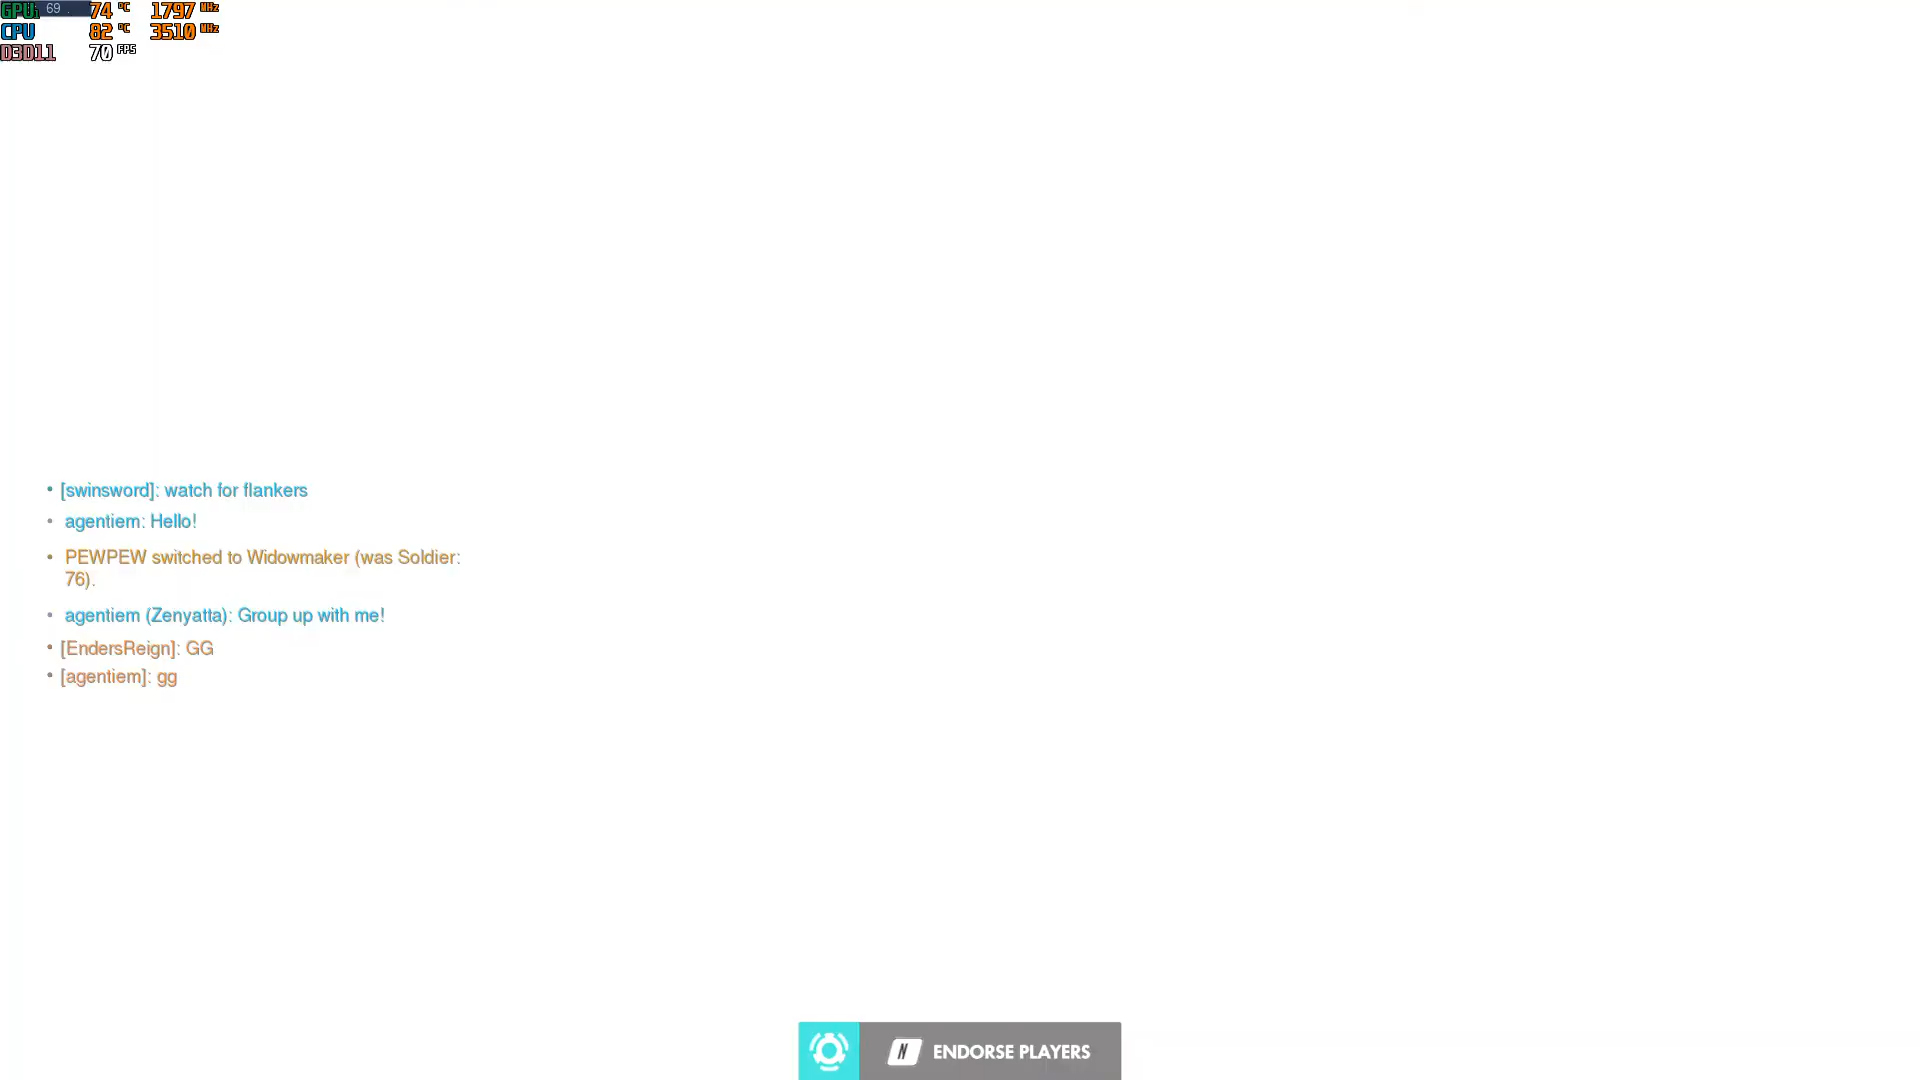 GPU1 69 74 °C 1797 MHz
CPU 82 °C 3510 MHz
D3D11 70 FPS
• [swinsword]: watch for flankers
• agentiem: Hello!
• PEWPEW switched to Widowmaker (was Soldier:
76).
• agentiem (Zenyatta): Group up with me!
• [EndersReign]: GG
• [agentiem]: gg
N ENDORSE PLAYERS